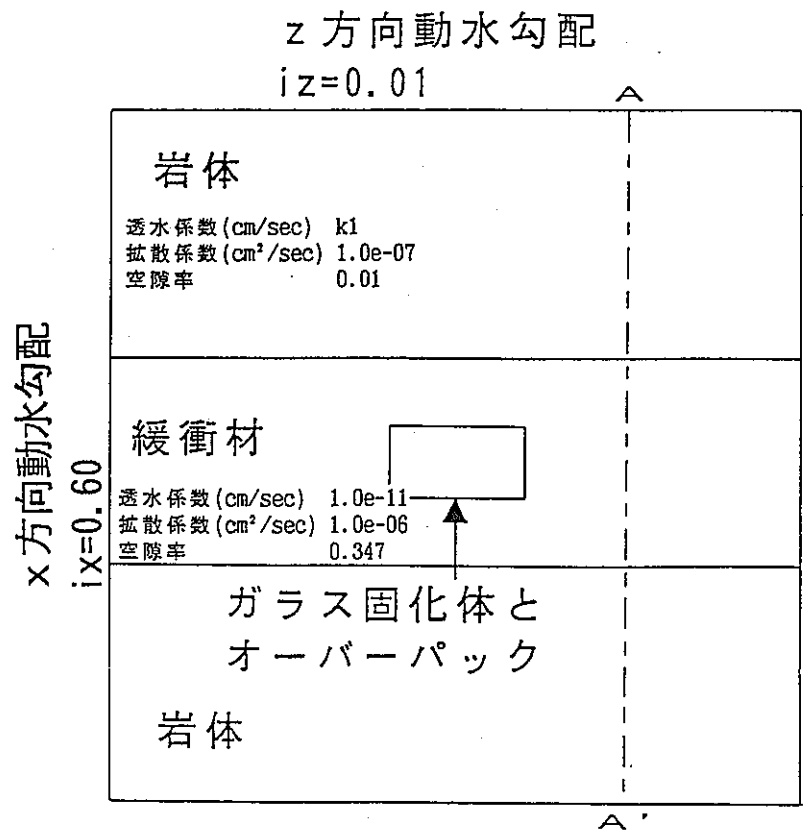 z 方向動水勾配
iz=0.01
A
岩体
透水係数(cm/sec) k1
拡散係数(cm²/sec) 1.0e-07
空隙率 0.01
x 方向動水勾配
ix=0.60
緩衝材
透水係数(cm/sec) 1.0e-11
拡散係数(cm²/sec) 1.0e-06
空隙率 0.347
ガラス固化体と
オーバーパック
岩体
A'